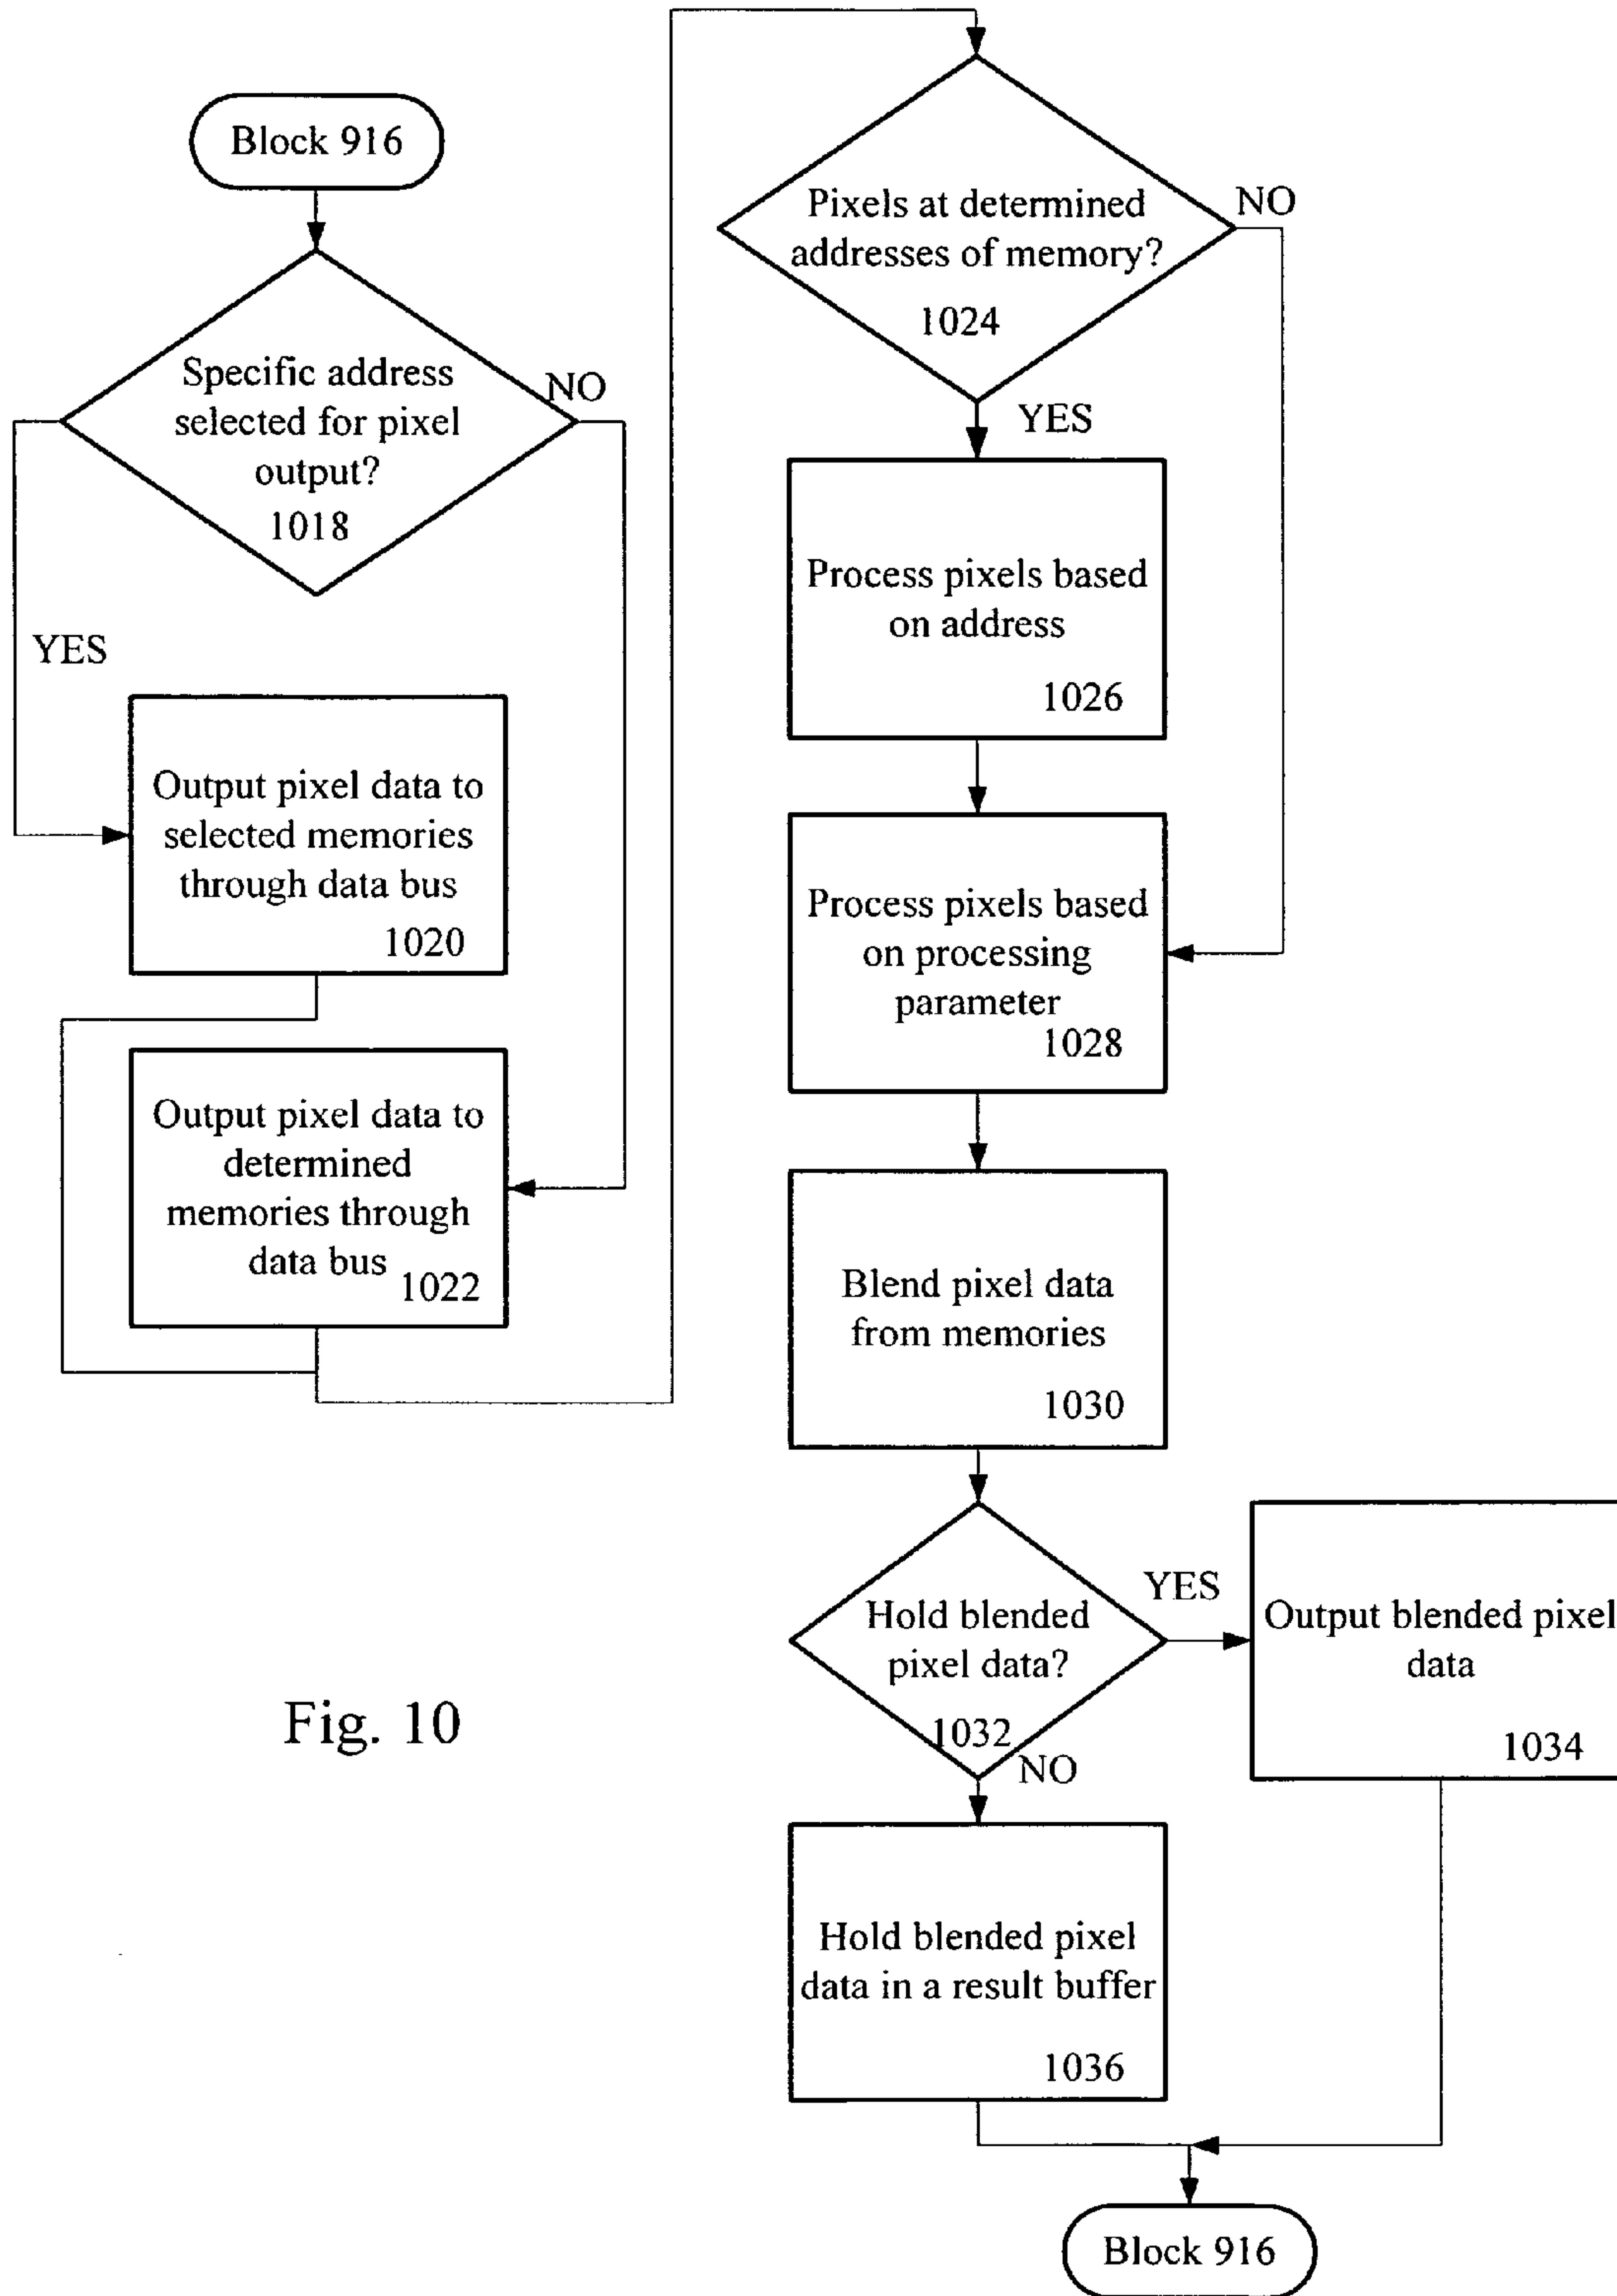 Block 916
Specific address
selected for pixel
output?
1018
NO
YES
Output pixel data to
selected memories
through data bus
1020
Output pixel data to
determined
memories through
data bus
1022
Pixels at determined
addresses of memory?
1024
NO
YES
Process pixels based
on address
1026
Process pixels based
on processing
parameter
1028
Blend pixel data
from memories
1030
Hold blended
pixel data?
1032
YES
NO
Output blended pixel
data
1034
Hold blended pixel
data in a result buffer
1036
Block 916
Fig. 10